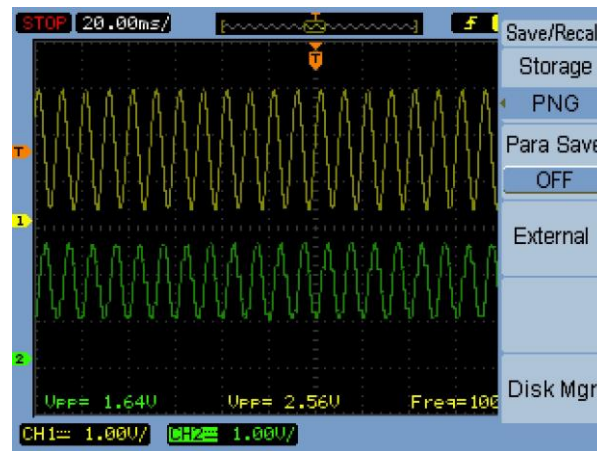 STOP 20.00ms/
Save/Recal
Storage
T
PNG
Para Save
T
OFF
1
External
2
Vpp= 1.64V Vpp= 2.56V Freq=100
Disk Mgr
CH1 1.00V/ CH2 1.00V/